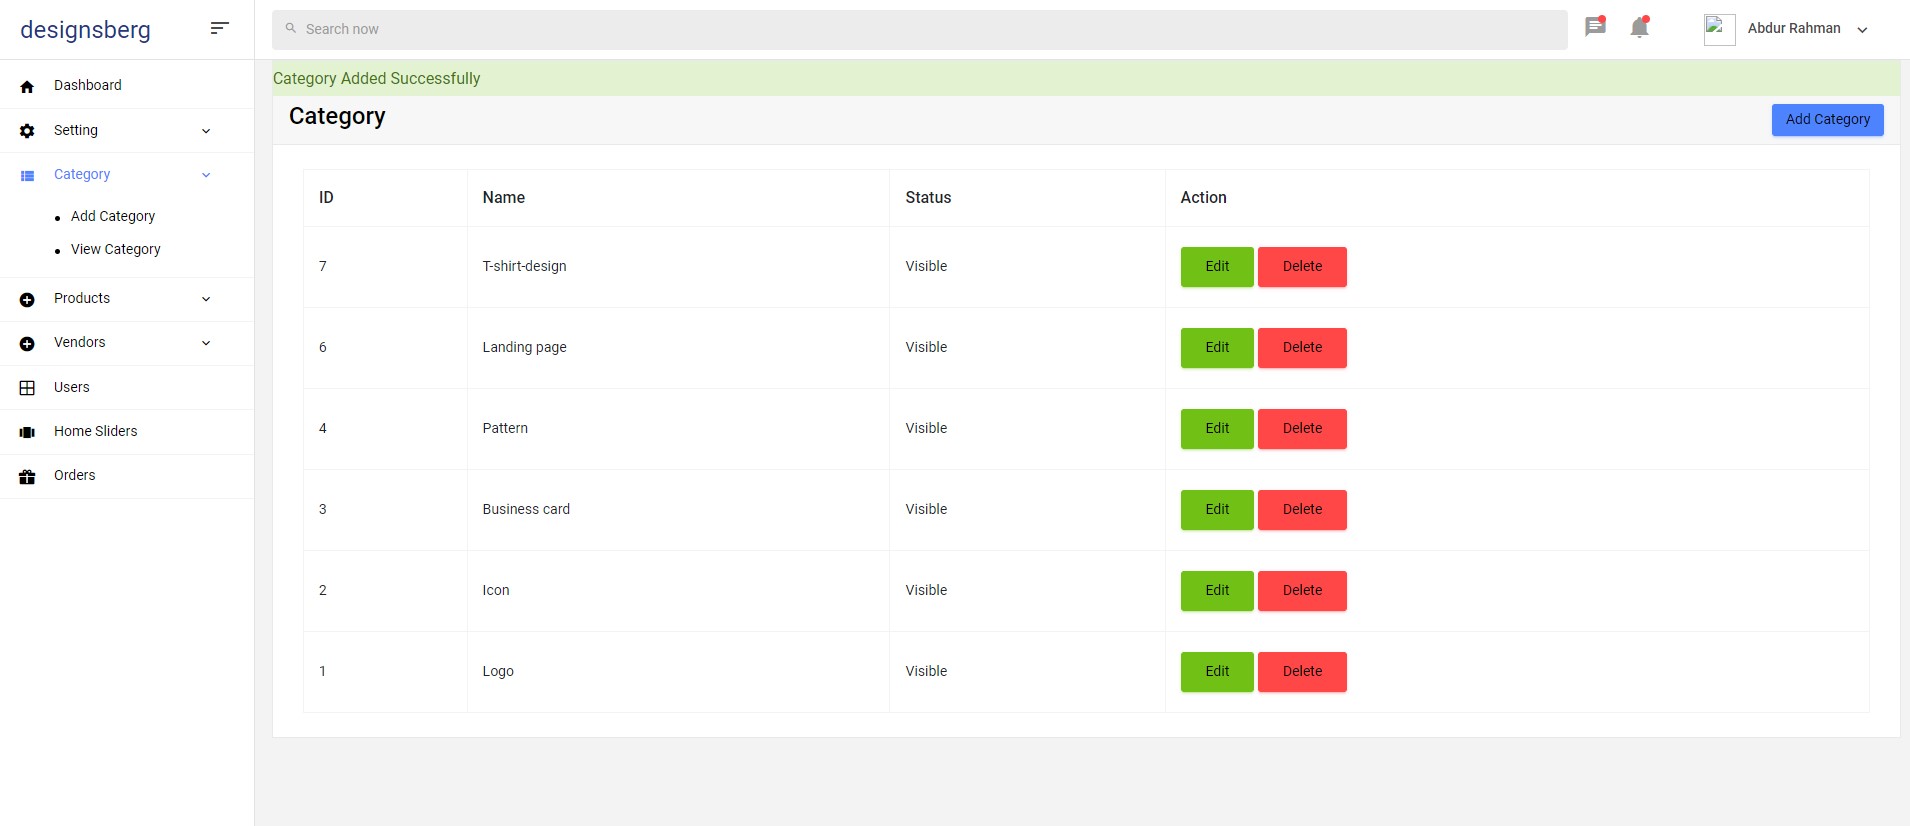 designsberg
Search now
Abdur Rahman
Dashboard
Setting
Category
Add Category
View Category
Products
Vendors
Users
Home Sliders
Orders
Category Added Successfully
Category
Add Category
ID Name Status Action
7 T-shirt-design Visible Edit Delete
6 Landing page Visible Edit Delete
4 Pattern Visible Edit Delete
3 Business card Visible Edit Delete
2 Icon Visible Edit Delete
1 Logo Visible Edit Delete